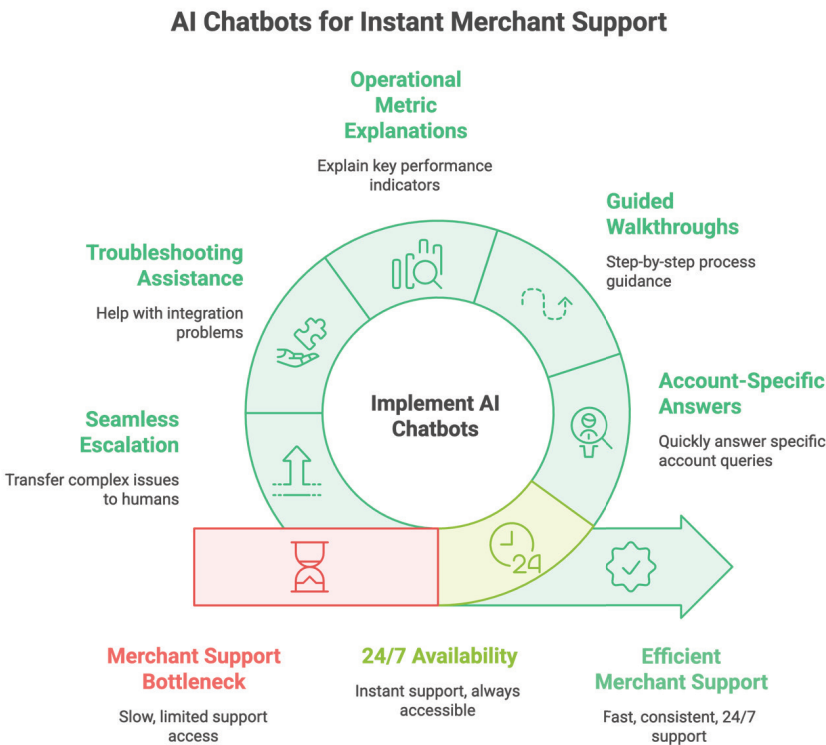 AI Chatbots for Instant Merchant Support
Operational
Metric
Explanations
Explain key performance
indicators
Guided
Walkthroughs
Step-by-step process
guidance
Troubleshooting
Assistance
Help with integration
problems
Account-Specific
Answers
Quickly answer specific
account queries
Implement AI
Chatbots
Seamless
Escalation
Transfer complex issues
to humans
24
Merchant Support
Bottleneck
Slow, limited support
access
24/7 Availability
Instant support, always
accessible
Efficient
Merchant Support
Fast, consistent, 24/7
support